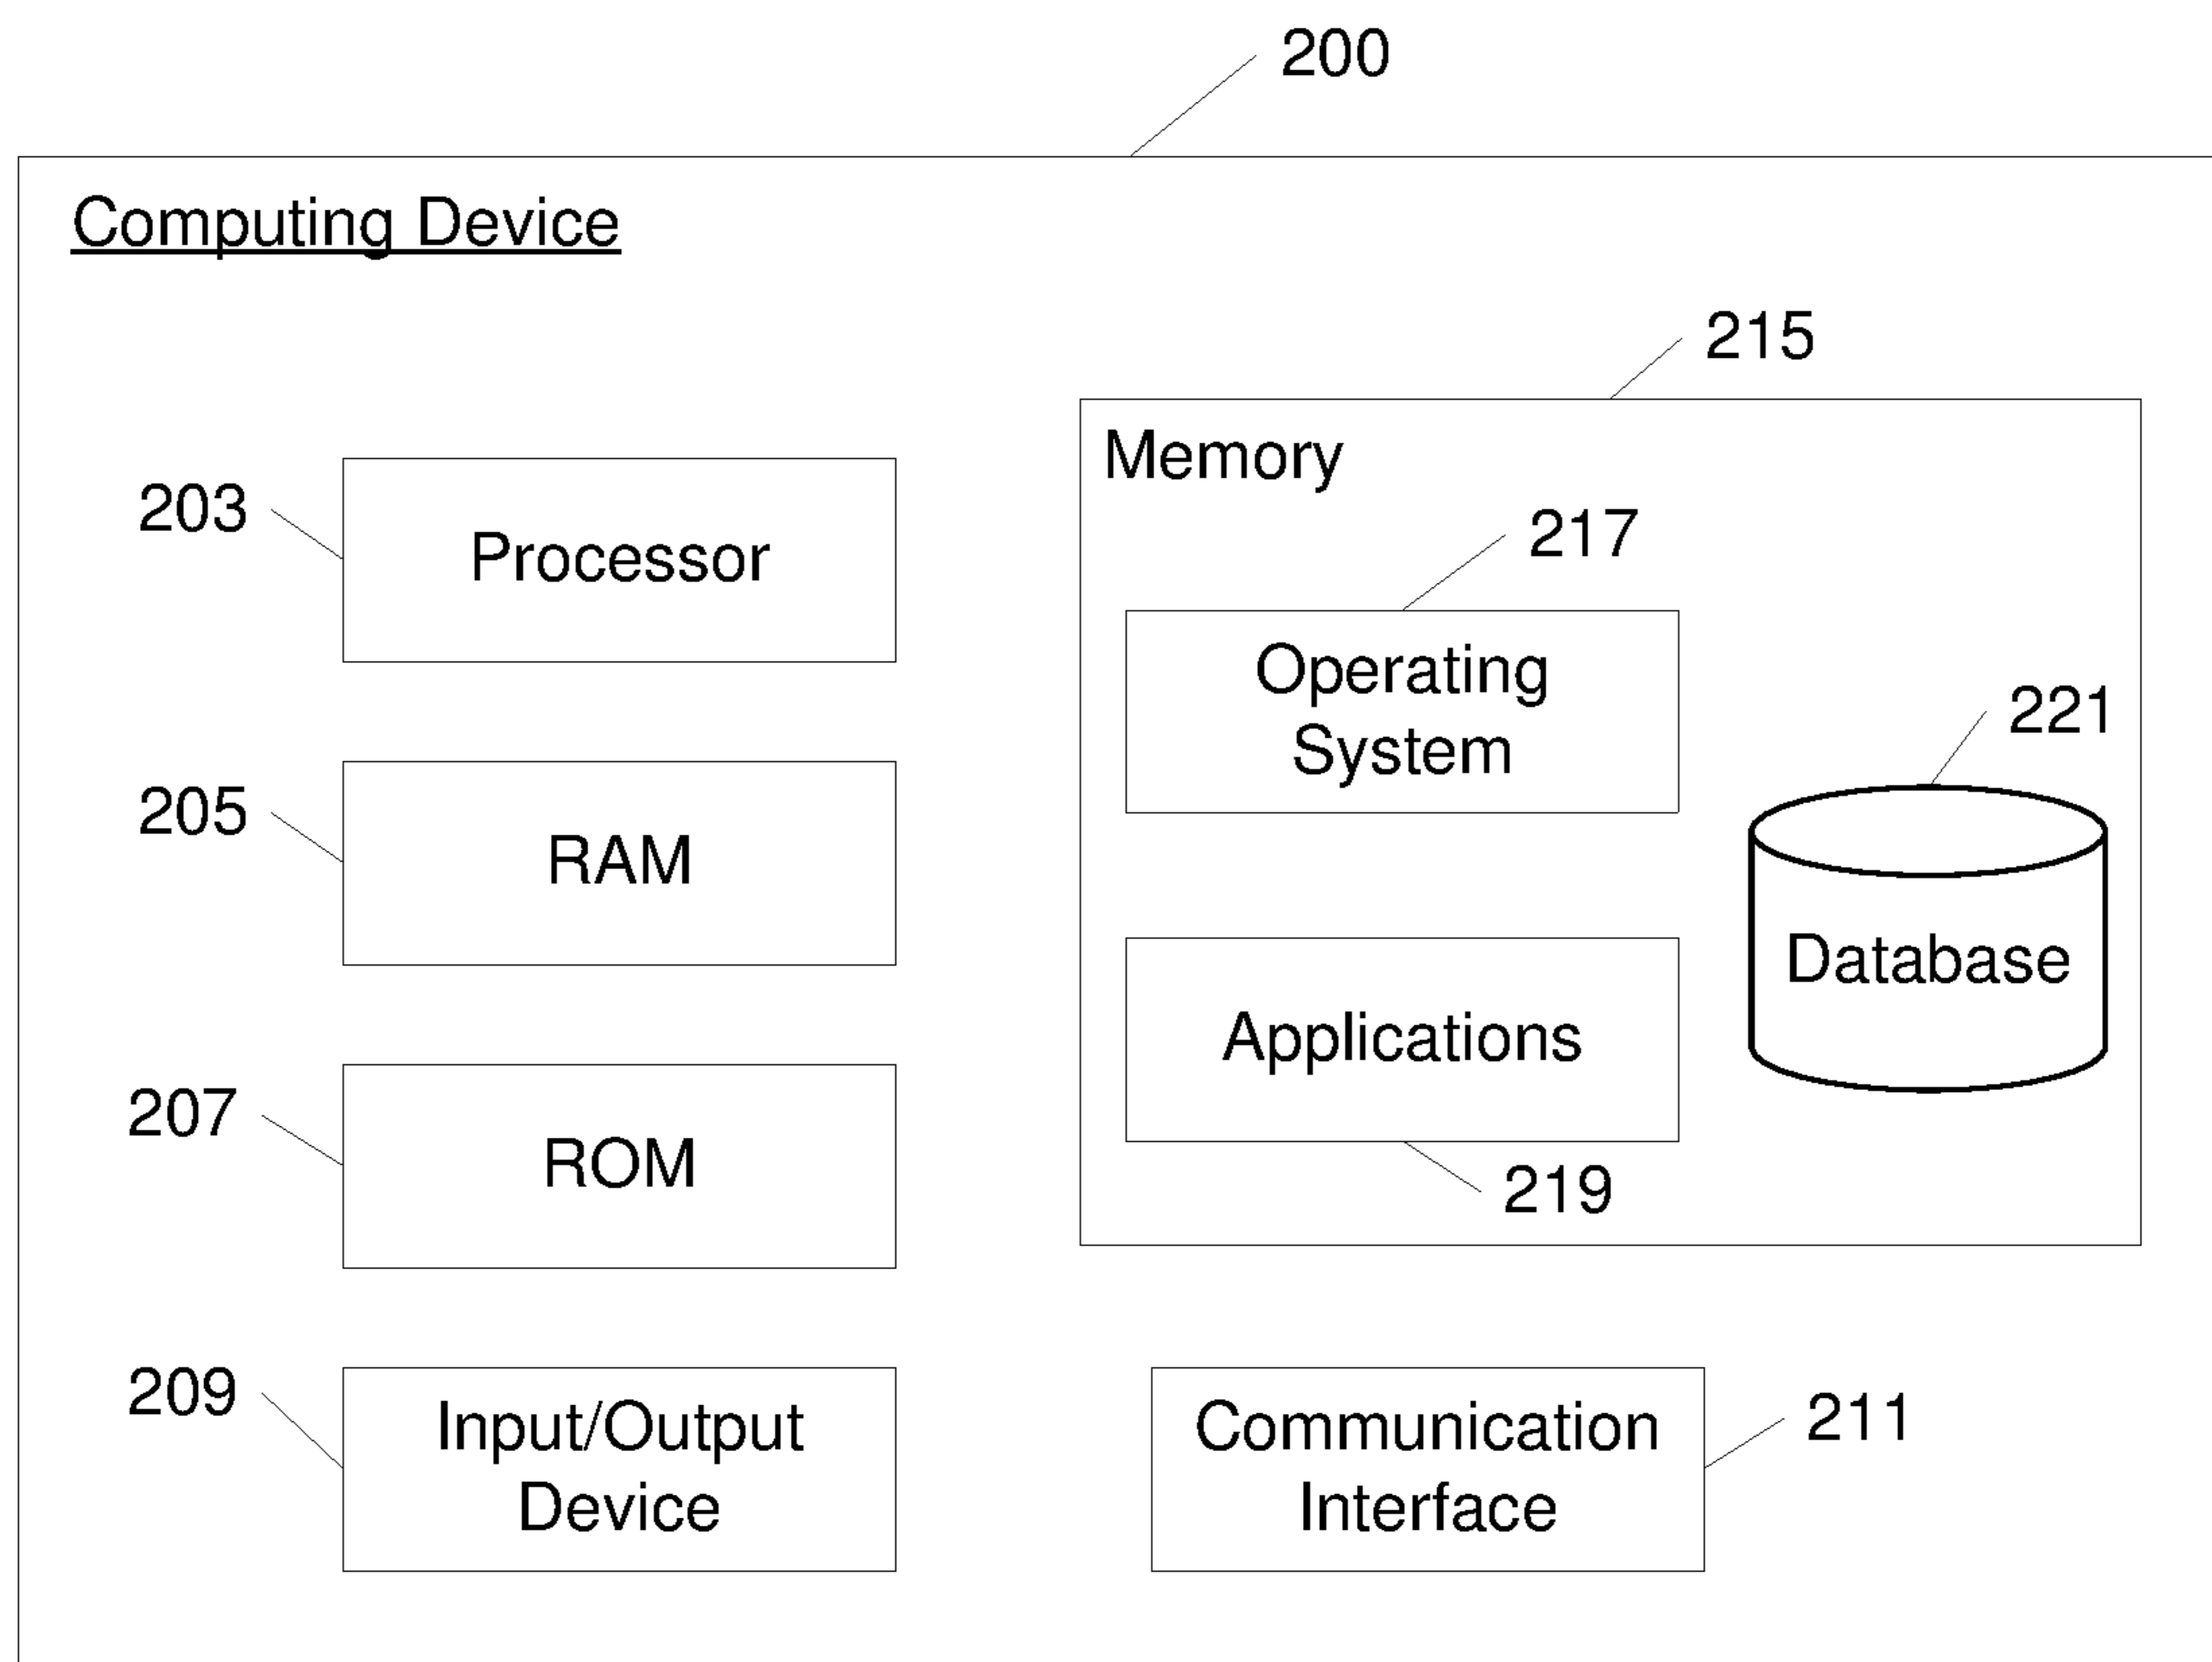 200
Computing Device
215
Memory
203
Processor
217
Operating
System
221
205
RAM
Database
Applications
207
ROM
219
209
Input/Output
Device
Communication
Interface
211